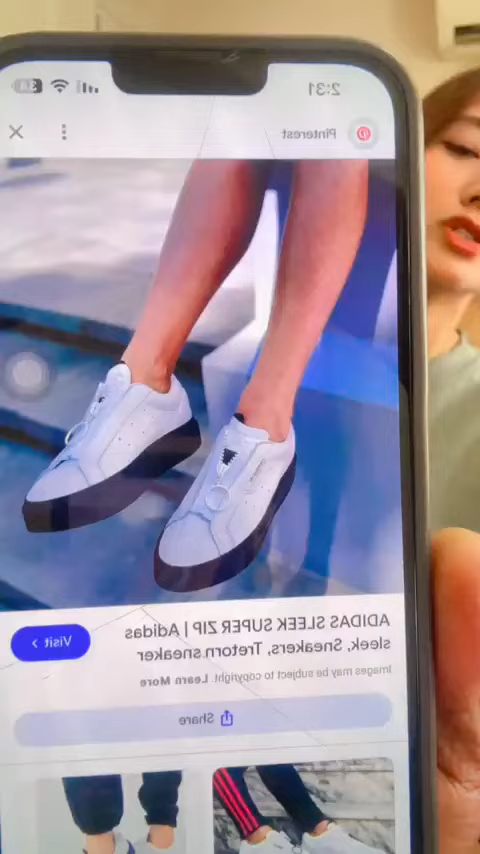 2:31
Pinterest
ADIDAS SLEEK SUPER ZIP | Adidas
sleek, Sneakers, Tretorn sneaker
Images may be subject to copyright. Learn More
Visit >
Share